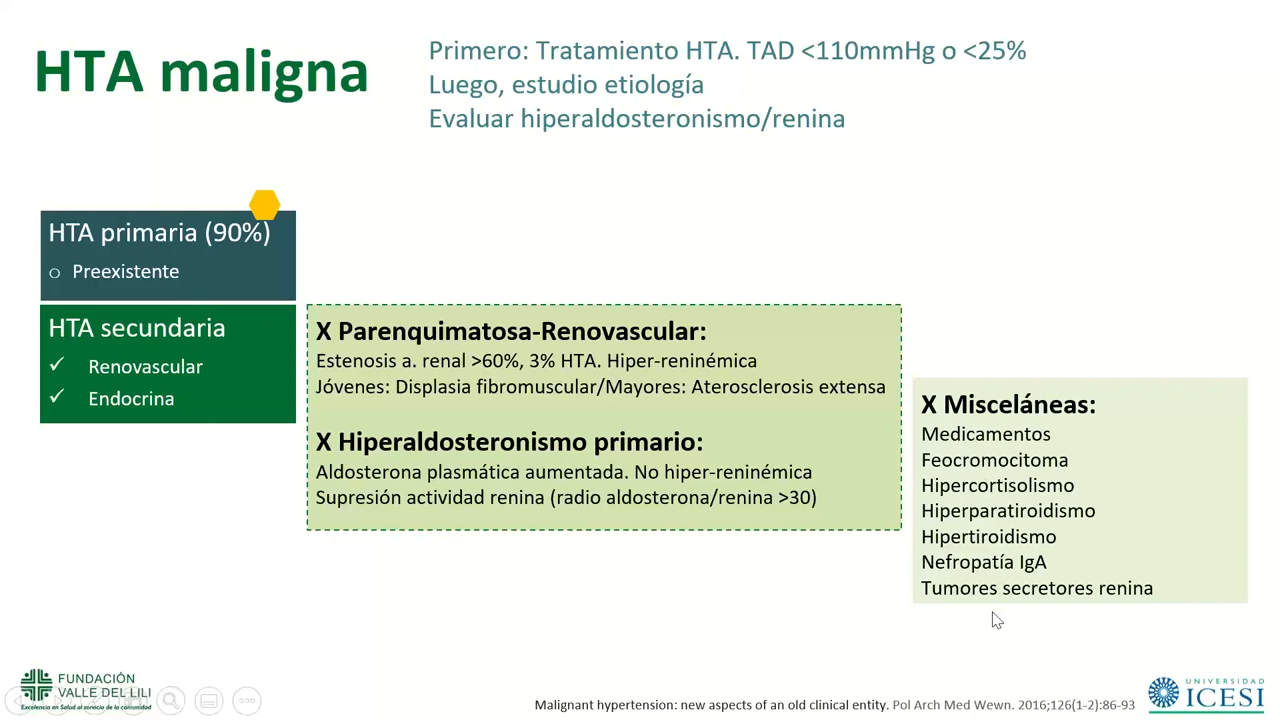 HTA maligna
Primero: Tratamiento HTA. TAD <110mmHg o <25%
Luego, estudio etiología
Evaluar hiperaldosteronismo/renina
HTA primaria (90%)
o Preexistente
HTA secundaria
✓ Renovascular
✓ Endocrina
X Parenquimatosa-Renovascular:
Estenosis a. renal >60%, 3% HTA. Hiper-reninémica
Jóvenes: Displasia fibromuscular/Mayores: Aterosclerosis extensa
X Hiperaldosteronismo primario:
Aldosterona plasmática aumentada. No hiper-reninémica
Supresión actividad renina (radio aldosterona/renina >30)
X Misceláneas:
Medicamentos
Feocromocitoma
Hipercortisolismo
Hiperparatiroidismo
Hipertiroidismo
Nefropatía IgA
Tumores secretores renina
FUNDACIÓN
VALLE DEL LILI
Excelencia en Salud al servicio de la comunidad
Malignant hypertension: new aspects of an old clinical entity. Pol Arch Med Wewn. 2016;126(1-2):86-93
UNIVERSIDAD
ICESI